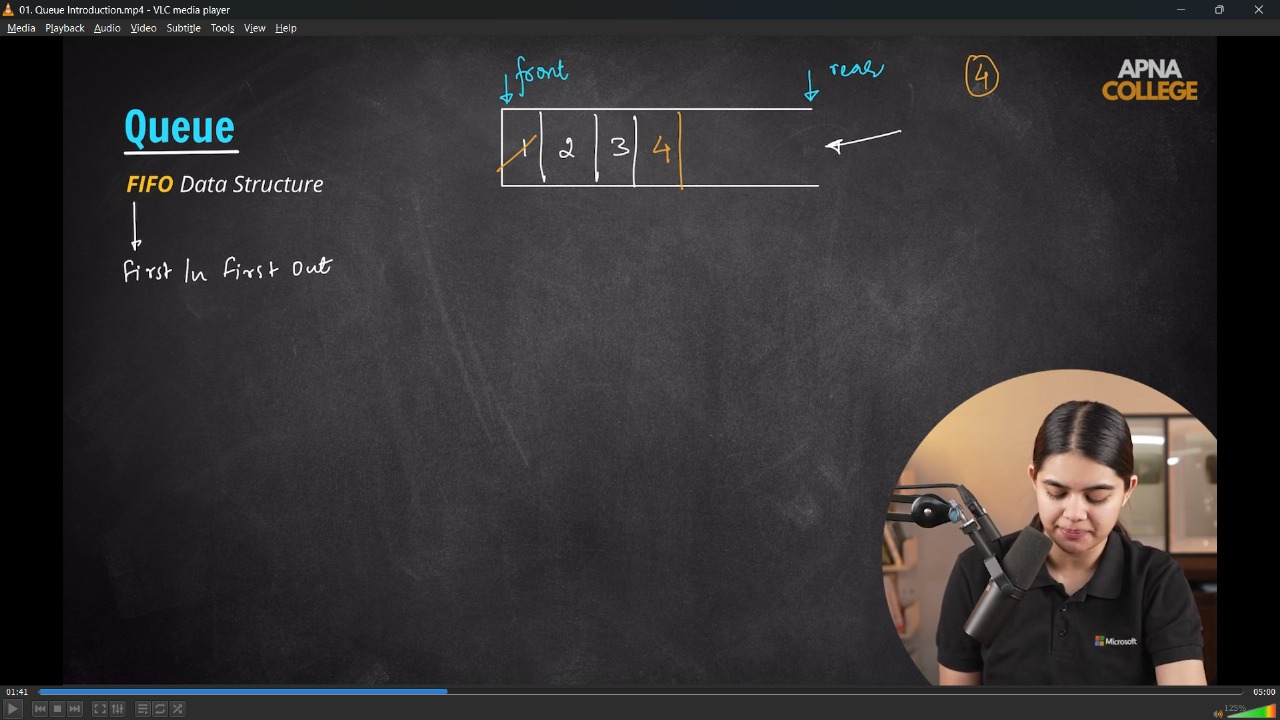 01. Queue Introduction.mp4 - VLC media player
Media Playback Audio Video Subtitle Tools View Help
front
rear
4
APNA
COLLEGE
Queue
1 2 3 4
FIFO Data Structure
First In First Out
Microsoft
01:41
05:00
125%